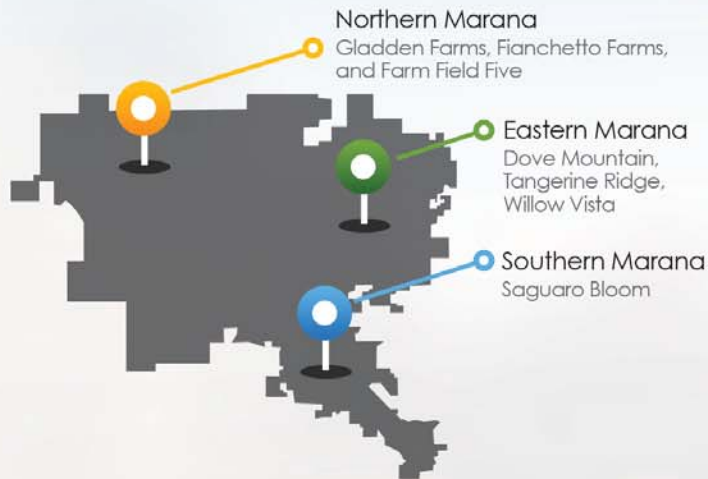 Northern Marana
Gladden Farms, Fianchetto Farms,
and Farm Field Five
Eastern Marana
Dove Mountain,
Tangerine Ridge,
Willow Vista
Southern Marana
Saguaro Bloom